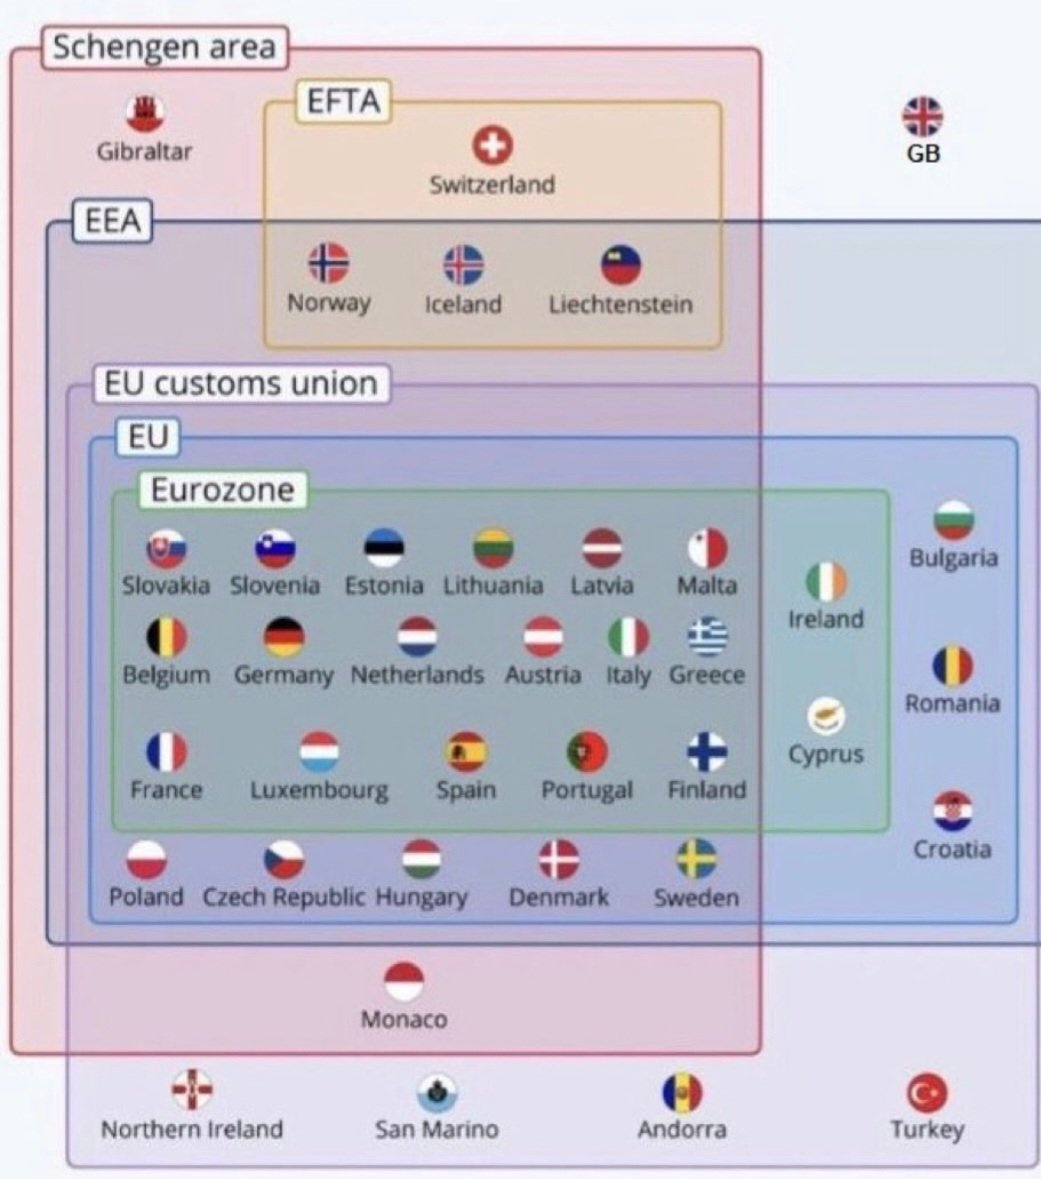 Schengen area
EFTA
Gibraltar
Switzerland
GB
EEA
Norway Iceland Liechtenstein
EU customs union
EU
Eurozone
Slovakia Slovenia Estonia Lithuania Latvia Malta
Bulgaria
Ireland
Belgium Germany Netherlands Austria Italy Greece
Romania
Cyprus
France Luxembourg Spain Portugal Finland
Croatia
Poland Czech Republic Hungary Denmark Sweden
Monaco
Northern Ireland San Marino Andorra Turkey